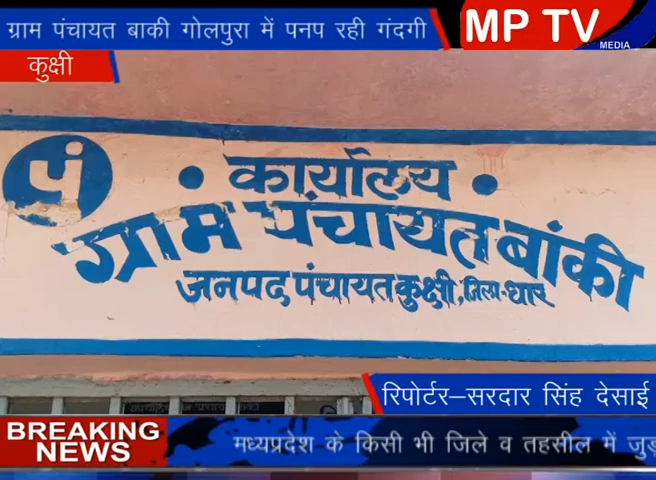 ग्राम पंचायत बाकी गोलपुरा में पनप रही गंदगी
MP TV
MEDIA
कुक्षी
• कार्यालय •
ग्राम पंचायत बांकी
जनपद पंचायत कुक्षी, जिला-धार
रिपोर्टर–सरदार सिंह देसाई
BREAKING
NEWS
मध्यप्रदेश के किसी भी जिले व तहसील में